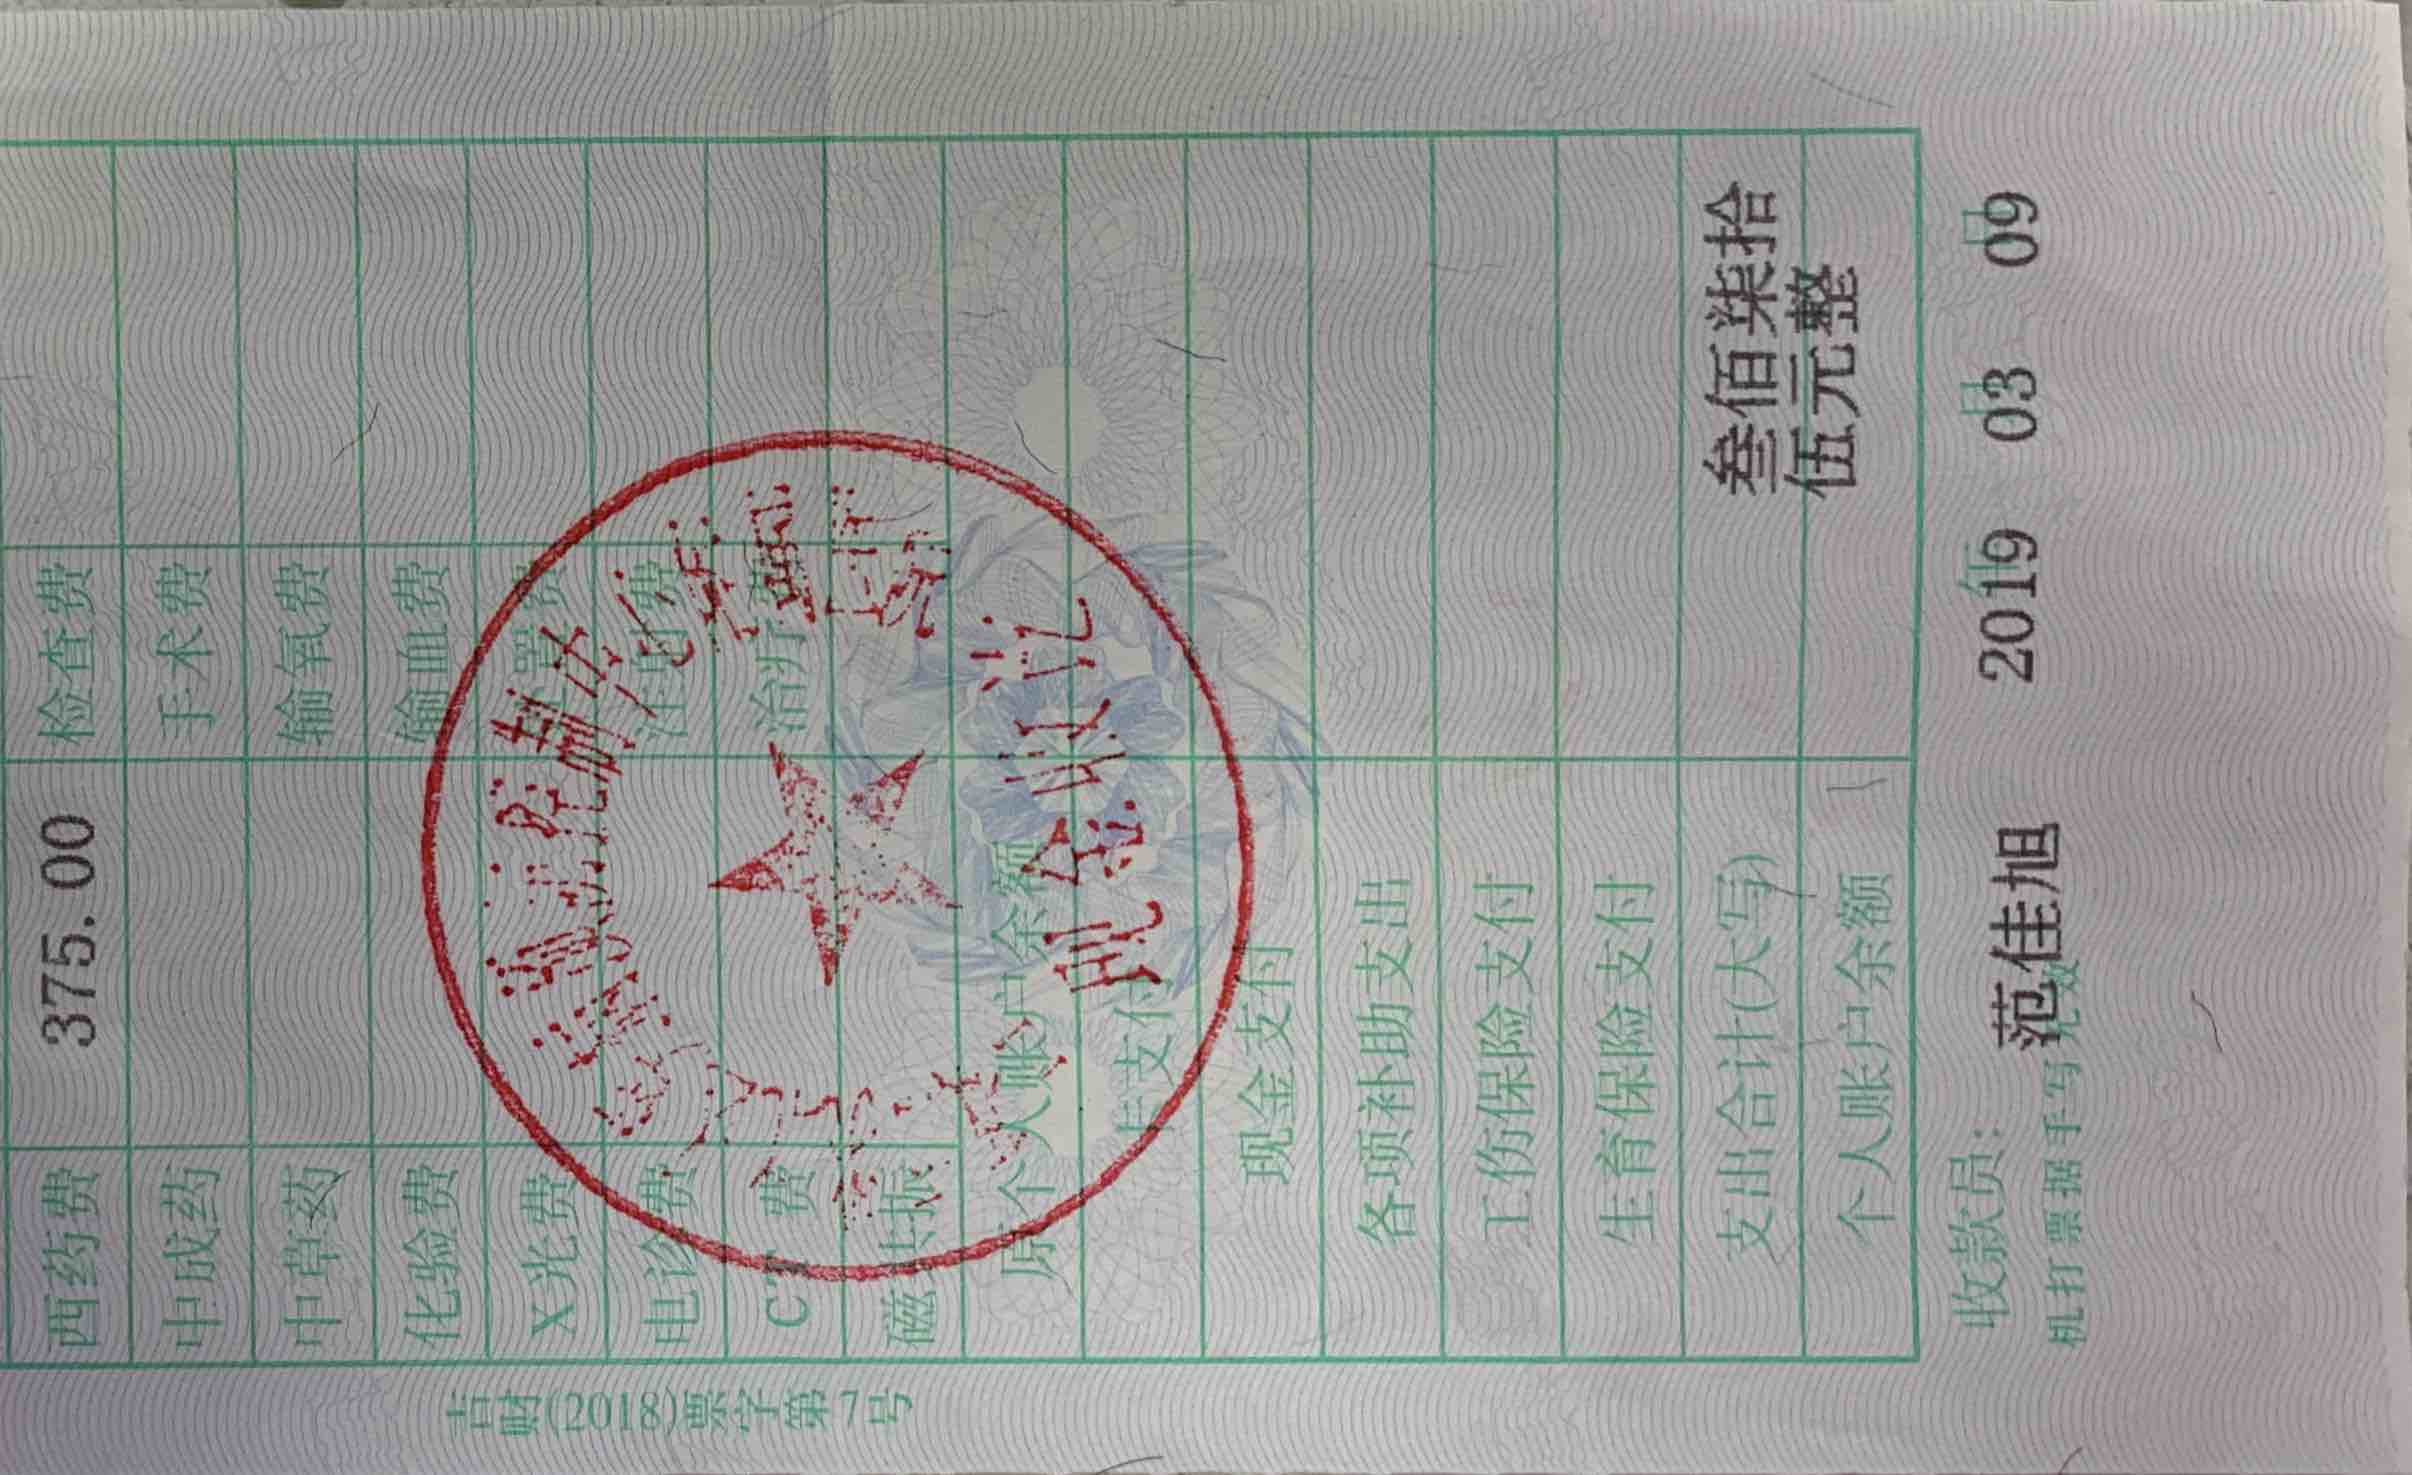 西药费 375.00 检查费
中成药 手术费
中草药 输氧费
化验费 输血费
X光费 处置费
电诊费 注射费
CT 费 治疗费
磁共振
原个人账户余额
卡支付
现金支付
各项补助支出
工伤保险支付
生育保险支付
支出合计(大写) 叁佰柒拾
伍元整
个人账户余额
收款员: 范佳旭 2019 年 03 月 09 日
机打票据手写无效
吉财(2018)票字第7号
现金收讫